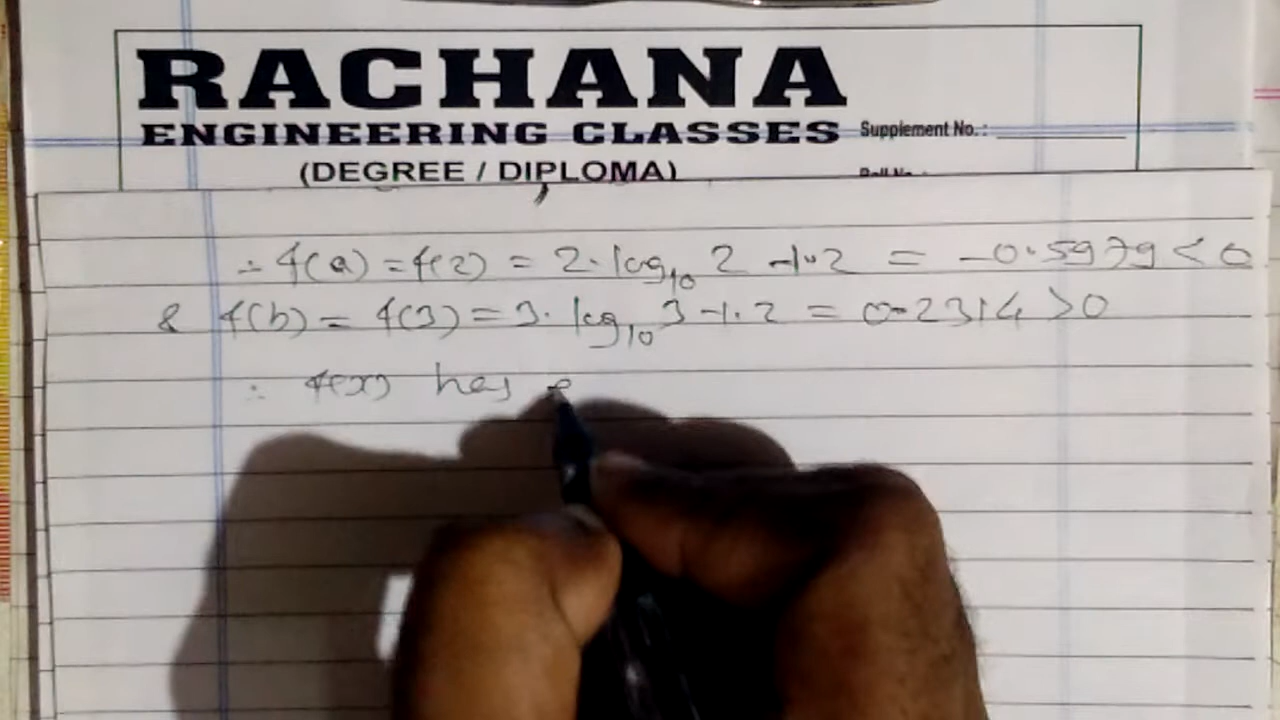 RACHANA
ENGINEERING CLASSES
Supplement No. :
(DEGREE / DIPLOMA)
∴ f(a) = f(2) = 2·log₁₀ 2 -1.2 = -0.5979 < 0
& f(b) = f(3) = 3·log₁₀ 3 -1.2 = 0.2314 > 0
∴ f(x) has